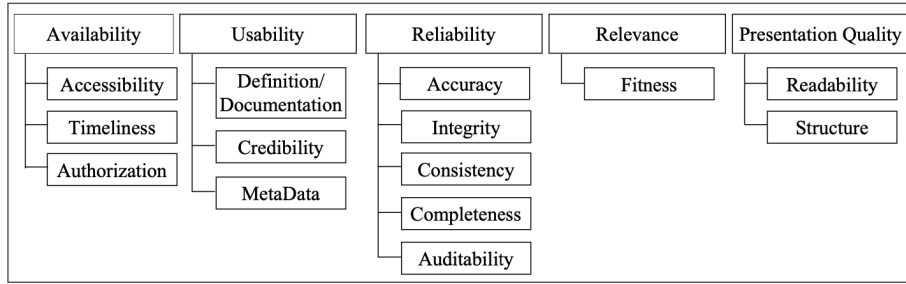 Availability
Accessibility
Timeliness
Authorization
Usability
Definition/
Documentation
Credibility
MetaData
Reliability
Accuracy
Integrity
Consistency
Completeness
Auditability
Relevance
Fitness
Presentation Quality
Readability
Structure